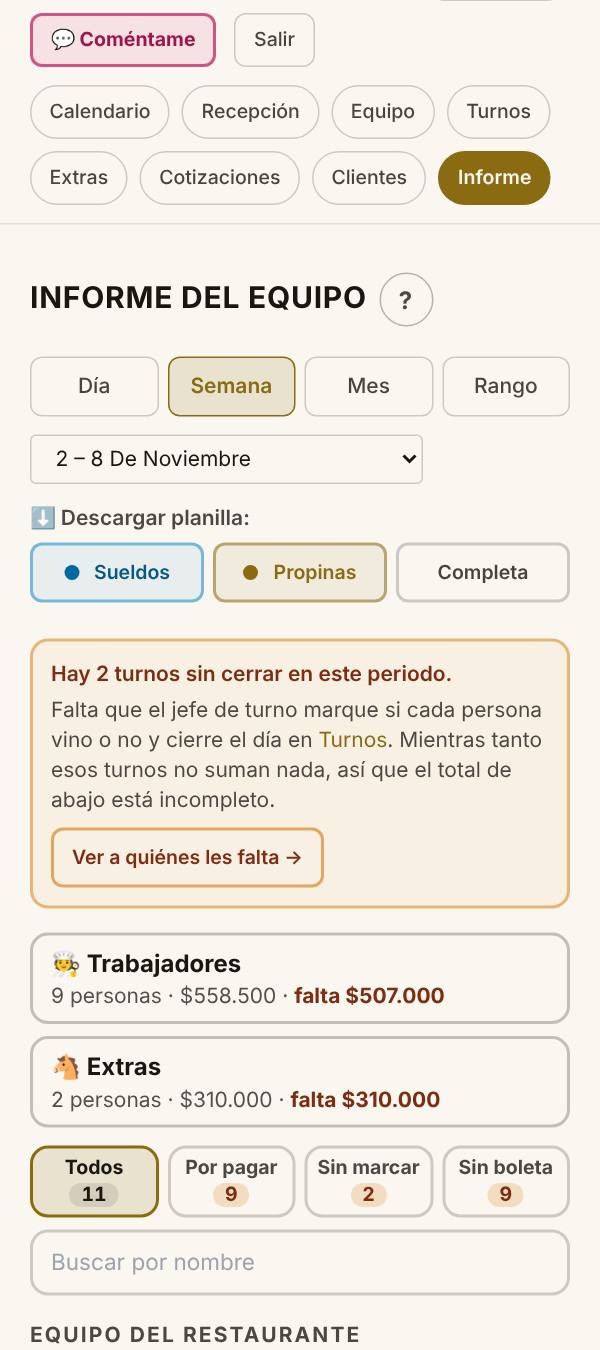 💬 Coméntame
Salir
Calendario
Recepción
Equipo
Turnos
Extras
Cotizaciones
Clientes
Informe
INFORME DEL EQUIPO
?
Día
Semana
Mes
Rango
2 – 8 De Noviembre
⬇️ Descargar planilla:
Sueldos
Propinas
Completa
Hay 2 turnos sin cerrar en este periodo.
Falta que el jefe de turno marque si cada persona
vino o no y cierre el día en Turnos. Mientras tanto
esos turnos no suman nada, así que el total de
abajo está incompleto.
Ver a quiénes les falta →
Trabajadores
9 personas · $558.500 · falta $507.000
🐴 Extras
2 personas · $310.000 · falta $310.000
Todos
11
Por pagar
9
Sin marcar
2
Sin boleta
9
Buscar por nombre
EQUIPO DEL RESTAURANTE